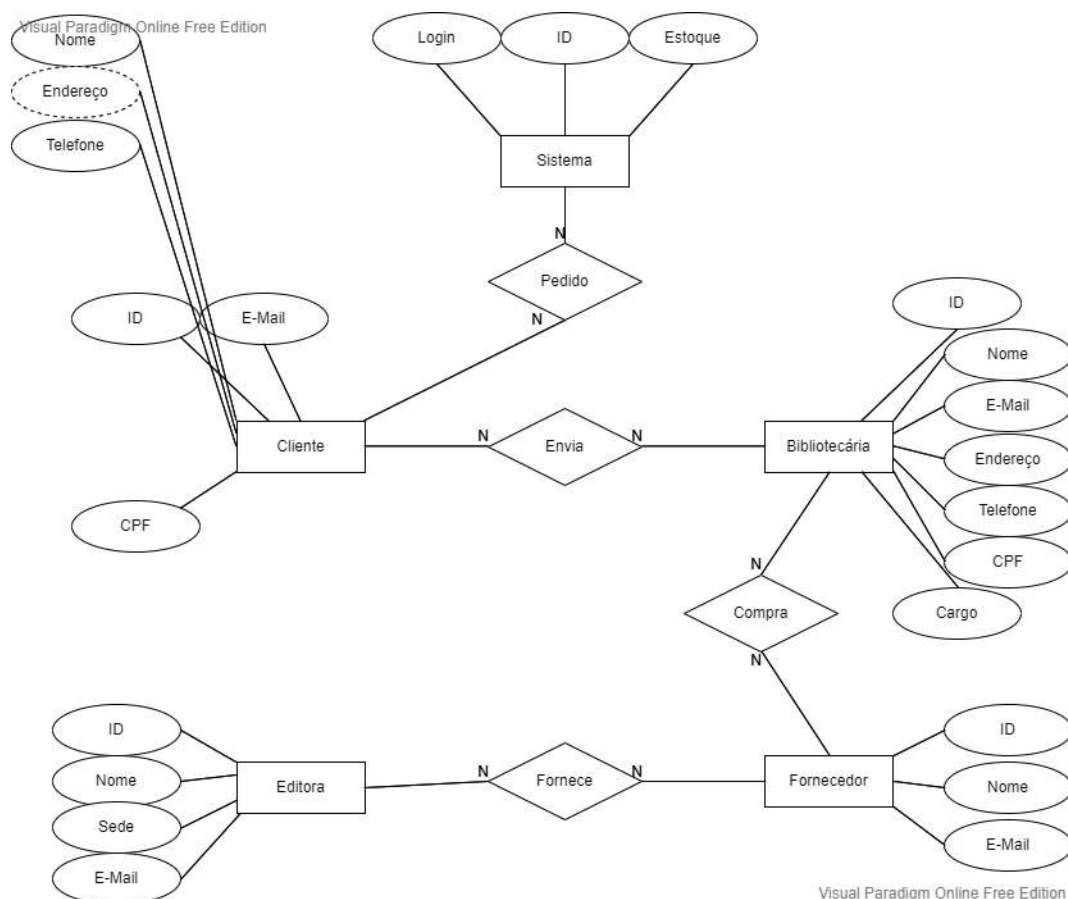 Visual Paradigm Online Free Edition
Nome
Endereço
Telefone
Login
ID
Estoque
Sistema
N
Pedido
N
ID
E-Mail
Cliente
CPF
N
Envia
N
Bibliotecária
ID
Nome
E-Mail
Endereço
Telefone
CPF
Cargo
N
Compra
N
ID
Nome
Sede
E-Mail
Editora
N
Fornece
N
Fornecedor
ID
Nome
E-Mail
Visual Paradigm Online Free Edition